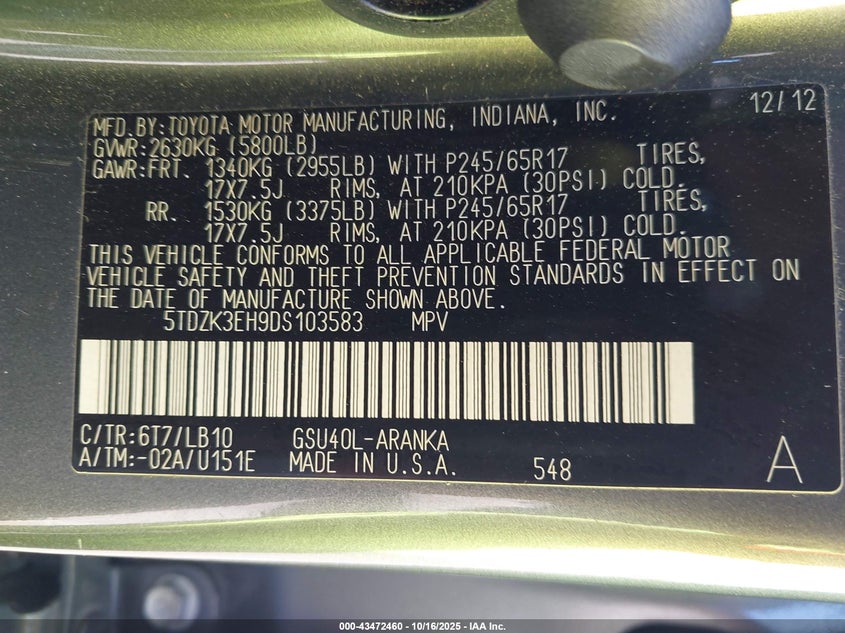 MFD.BY:TOYOTA MOTOR MANUFACTURING, INDIANA, INC. 12/12
GVWR:2630KG (5800LB)
GAWR:FRT. 1340KG (2955LB) WITH P245/65R17 TIRES,
17X7.5J RIMS, AT 210KPA (30PSI) COLD.
RR. 1530KG (3375LB) WITH P245/65R17 TIRES,
17X7.5J RIMS, AT 210KPA (30PSI) COLD.
THIS VEHICLE CONFORMS TO ALL APPLICABLE FEDERAL MOTOR
VEHICLE SAFETY AND THEFT PREVENTION STANDARDS IN EFFECT ON
THE DATE OF MANUFACTURE SHOWN ABOVE.
5TDZK3EH9DS103583 MPV
C/TR:6T7/LB10 GSU40L-ARANKA
A/TM:-02A/U151E MADE IN U.S.A. 548 A
000-43472460 - 10/16/2025 - IAA Inc.